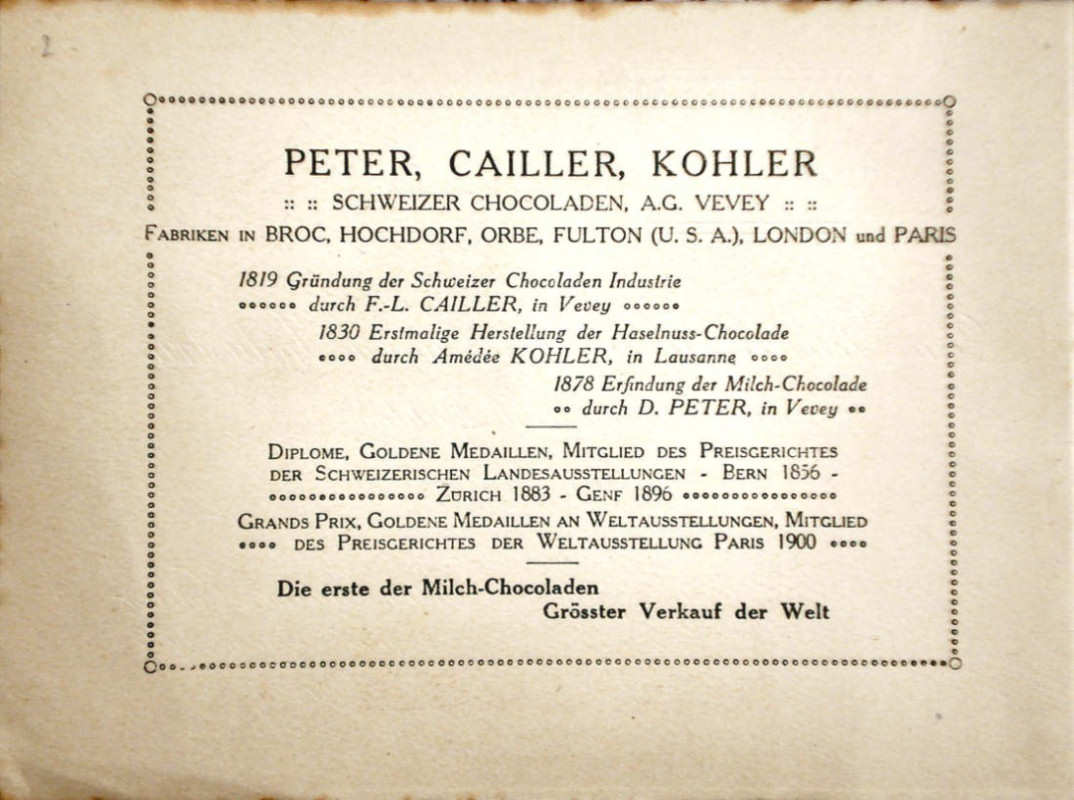 2
PETER, CAILLER, KOHLER
:: :: SCHWEIZER CHOCOLADEN, A.G. VEVEY :: ::
FABRIKEN IN BROC, HOCHDORF, ORBE, FULTON (U. S. A.), LONDON und PARIS
1819 Gründung der Schweizer Chocoladen Industrie
durch F.-L. CAILLER, in Vevey
1830 Erstmalige Herstellung der Haselnuss-Chocolade
durch Amédée KOHLER, in Lausanne
1878 Erfindung der Milch-Chocolade
durch D. PETER, in Vevey
DIPLOME, GOLDENE MEDAILLEN, MITGLIED DES PREISGERICHTES
DER SCHWEIZERISCHEN LANDESAUSSTELLUNGEN - BERN 1856 -
ZÜRICH 1883 - GENF 1896
GRANDS PRIX, GOLDENE MEDAILLEN AN WELTAUSSTELLUNGEN, MITGLIED
DES PREISGERICHTES DER WELTAUSSTELLUNG PARIS 1900
Die erste der Milch-Chocoladen
Grösster Verkauf der Welt